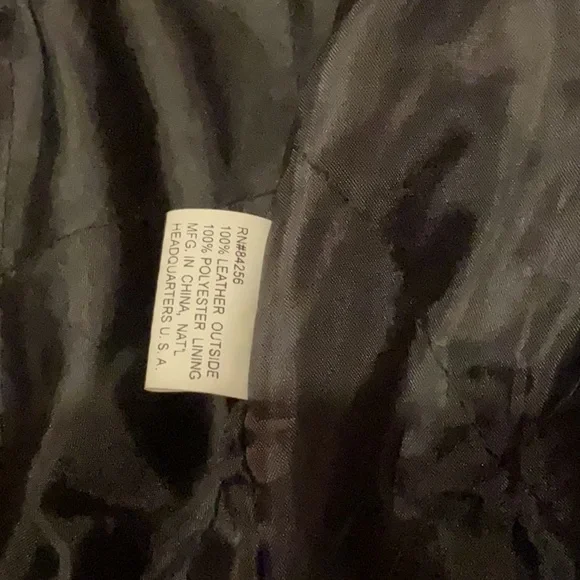 RN#84256
100% LEATHER OUTSIDE
100% POLYESTER LINING
MFG. IN CHINA, NAT'L
HEADQUARTERS U.S.A.